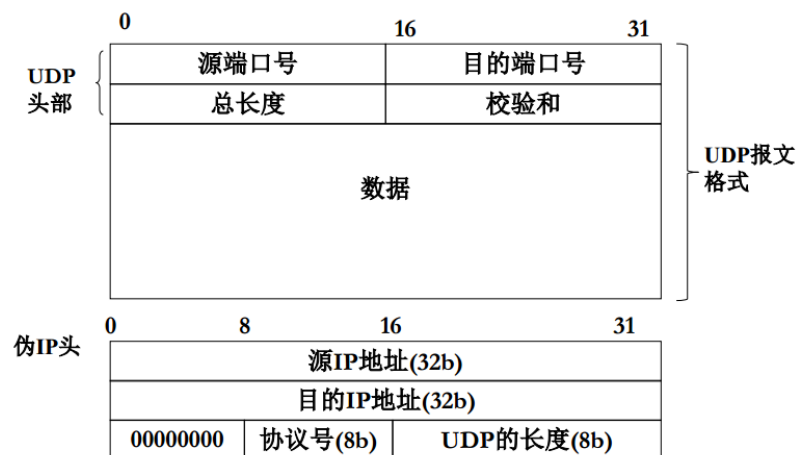 0 16 31
UDP
头部
源端口号 目的端口号
总长度 校验和
数据
UDP报文
格式
0 8 16 31
伪IP头
源IP地址(32b)
目的IP地址(32b)
00000000 协议号(8b) UDP的长度(8b)